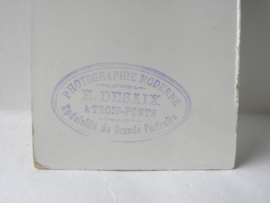 PHOTOGRAPHIE MODERNE
E. DESAIX
à TROIS-PONTS
Spécialité de Grands Portraits